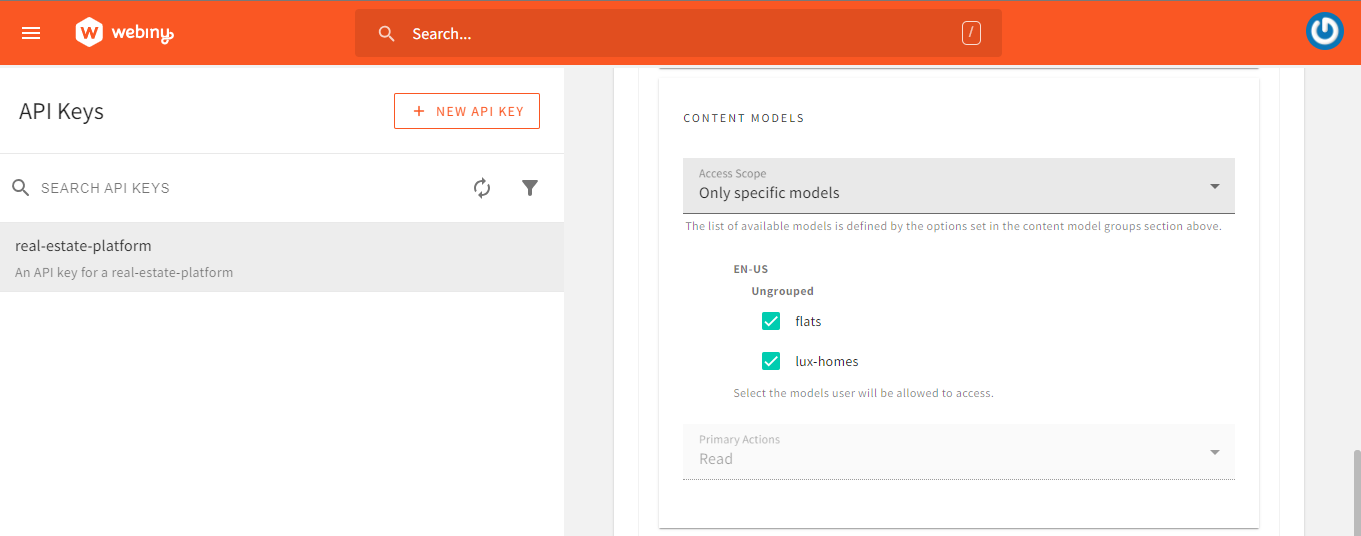 webiny
Search...
/
API Keys
+ NEW API KEY
SEARCH API KEYS
real-estate-platform
An API key for a real-estate-platform
CONTENT MODELS
Access Scope
Only specific models
The list of available models is defined by the options set in the content model groups section above.
EN-US
Ungrouped
flats
lux-homes
Select the models user will be allowed to access.
Primary Actions
Read